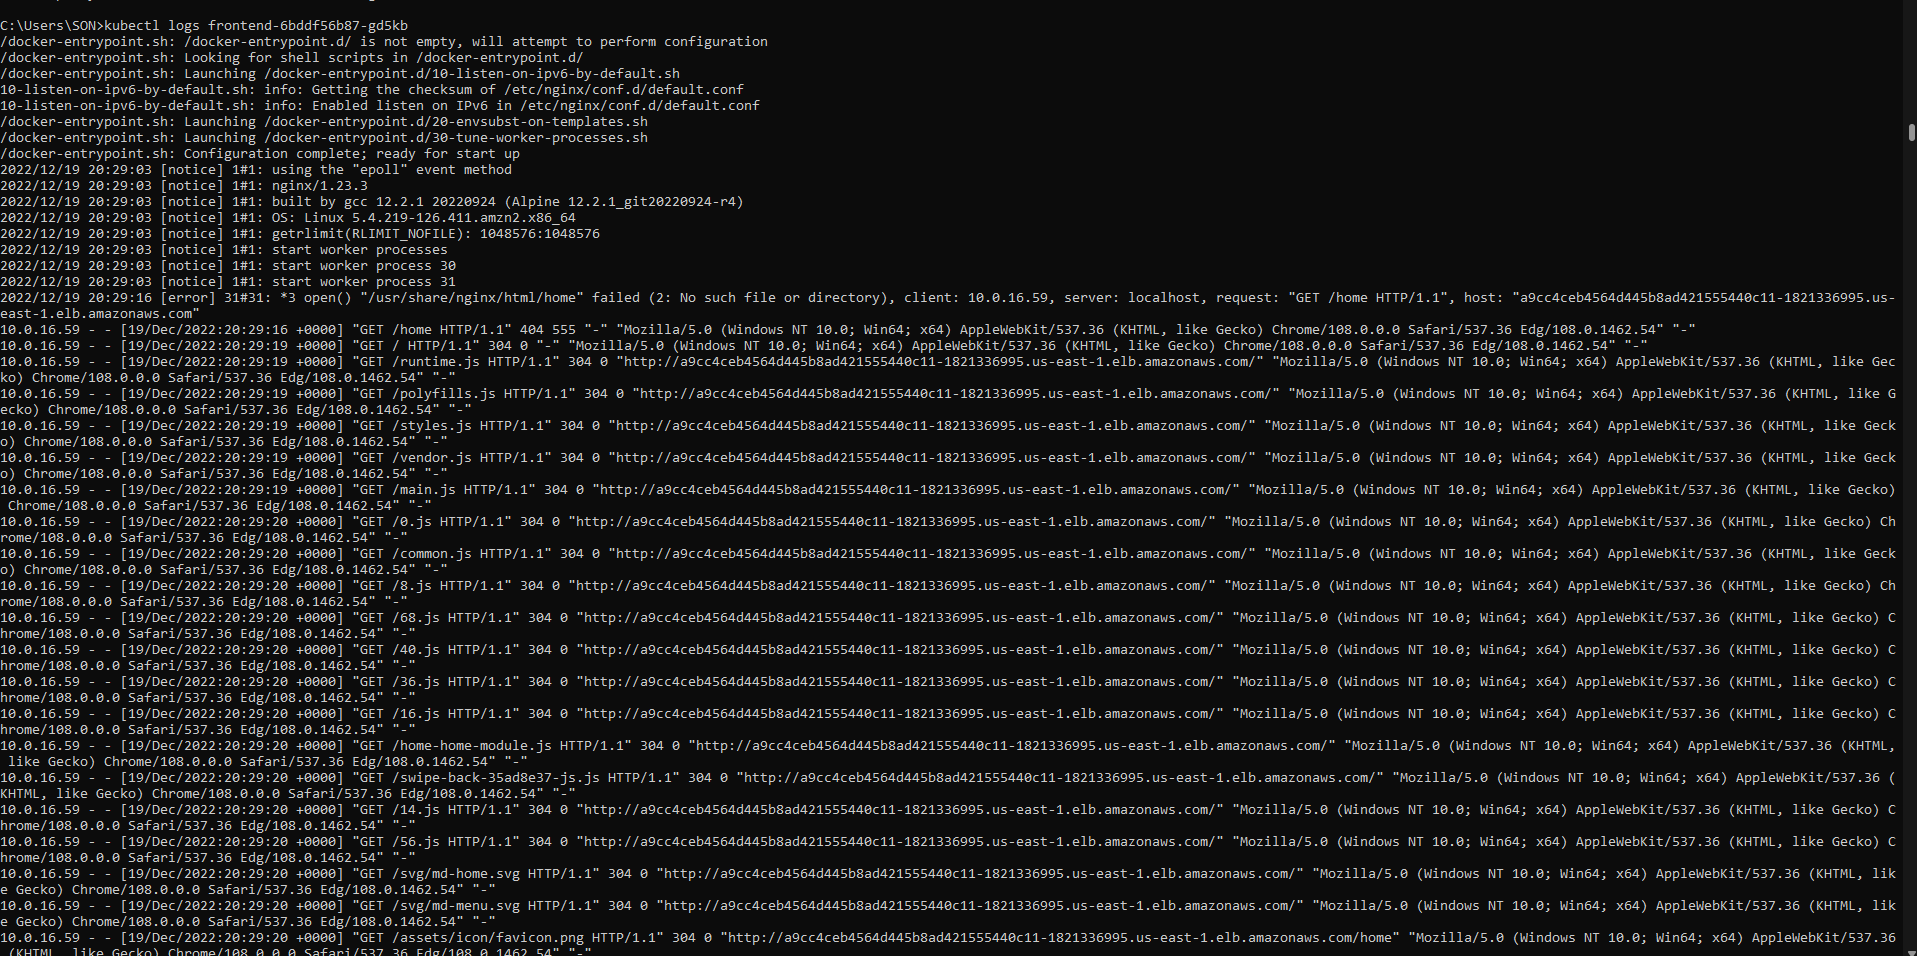 C:\Users\SON>kubectl logs frontend-6bddf56b87-gd5kb
/docker-entrypoint.sh: /docker-entrypoint.d/ is not empty, will attempt to perform configuration
/docker-entrypoint.sh: Looking for shell scripts in /docker-entrypoint.d/
/docker-entrypoint.sh: Launching /docker-entrypoint.d/10-listen-on-ipv6-by-default.sh
10-listen-on-ipv6-by-default.sh: info: Getting the checksum of /etc/nginx/conf.d/default.conf
10-listen-on-ipv6-by-default.sh: info: Enabled listen on IPv6 in /etc/nginx/conf.d/default.conf
/docker-entrypoint.sh: Launching /docker-entrypoint.d/20-envsubst-on-templates.sh
/docker-entrypoint.sh: Launching /docker-entrypoint.d/30-tune-worker-processes.sh
/docker-entrypoint.sh: Configuration complete; ready for start up
2022/12/19 20:29:03 [notice] 1#1: using the "epoll" event method
2022/12/19 20:29:03 [notice] 1#1: nginx/1.23.3
2022/12/19 20:29:03 [notice] 1#1: built by gcc 12.2.1 20220924 (Alpine 12.2.1_git20220924-r4)
2022/12/19 20:29:03 [notice] 1#1: OS: Linux 5.4.219-126.411.amzn2.x86_64
2022/12/19 20:29:03 [notice] 1#1: getrlimit(RLIMIT_NOFILE): 1048576:1048576
2022/12/19 20:29:03 [notice] 1#1: start worker processes
2022/12/19 20:29:03 [notice] 1#1: start worker process 30
2022/12/19 20:29:03 [notice] 1#1: start worker process 31
2022/12/19 20:29:16 [error] 31#31: *3 open() "/usr/share/nginx/html/home" failed (2: No such file or directory), client: 10.0.16.59, server: localhost, request: "GET /home HTTP/1.1", host: "a9cc4ceb4564d445b8ad421555440c11-1821336995.us-
east-1.elb.amazonaws.com"
10.0.16.59 - - [19/Dec/2022:20:29:16 +0000] "GET /home HTTP/1.1" 404 555 "-" "Mozilla/5.0 (Windows NT 10.0; Win64; x64) AppleWebKit/537.36 (KHTML, like Gecko) Chrome/108.0.0.0 Safari/537.36 Edg/108.0.1462.54" "-"
10.0.16.59 - - [19/Dec/2022:20:29:19 +0000] "GET / HTTP/1.1" 304 0 "-" "Mozilla/5.0 (Windows NT 10.0; Win64; x64) AppleWebKit/537.36 (KHTML, like Gecko) Chrome/108.0.0.0 Safari/537.36 Edg/108.0.1462.54" "-"
10.0.16.59 - - [19/Dec/2022:20:29:19 +0000] "GET /runtime.js HTTP/1.1" 304 0 "http://a9cc4ceb4564d445b8ad421555440c11-1821336995.us-east-1.elb.amazonaws.com/" "Mozilla/5.0 (Windows NT 10.0; Win64; x64) AppleWebKit/537.36 (KHTML, like Gec
ko) Chrome/108.0.0.0 Safari/537.36 Edg/108.0.1462.54" "-"
10.0.16.59 - - [19/Dec/2022:20:29:19 +0000] "GET /polyfills.js HTTP/1.1" 304 0 "http://a9cc4ceb4564d445b8ad421555440c11-1821336995.us-east-1.elb.amazonaws.com/" "Mozilla/5.0 (Windows NT 10.0; Win64; x64) AppleWebKit/537.36 (KHTML, like G
ecko) Chrome/108.0.0.0 Safari/537.36 Edg/108.0.1462.54" "-"
10.0.16.59 - - [19/Dec/2022:20:29:19 +0000] "GET /styles.js HTTP/1.1" 304 0 "http://a9cc4ceb4564d445b8ad421555440c11-1821336995.us-east-1.elb.amazonaws.com/" "Mozilla/5.0 (Windows NT 10.0; Win64; x64) AppleWebKit/537.36 (KHTML, like Geck
o) Chrome/108.0.0.0 Safari/537.36 Edg/108.0.1462.54" "-"
10.0.16.59 - - [19/Dec/2022:20:29:19 +0000] "GET /vendor.js HTTP/1.1" 304 0 "http://a9cc4ceb4564d445b8ad421555440c11-1821336995.us-east-1.elb.amazonaws.com/" "Mozilla/5.0 (Windows NT 10.0; Win64; x64) AppleWebKit/537.36 (KHTML, like Geck
o) Chrome/108.0.0.0 Safari/537.36 Edg/108.0.1462.54" "-"
10.0.16.59 - - [19/Dec/2022:20:29:19 +0000] "GET /main.js HTTP/1.1" 304 0 "http://a9cc4ceb4564d445b8ad421555440c11-1821336995.us-east-1.elb.amazonaws.com/" "Mozilla/5.0 (Windows NT 10.0; Win64; x64) AppleWebKit/537.36 (KHTML, like Gecko)
 Chrome/108.0.0.0 Safari/537.36 Edg/108.0.1462.54" "-"
10.0.16.59 - - [19/Dec/2022:20:29:20 +0000] "GET /0.js HTTP/1.1" 304 0 "http://a9cc4ceb4564d445b8ad421555440c11-1821336995.us-east-1.elb.amazonaws.com/" "Mozilla/5.0 (Windows NT 10.0; Win64; x64) AppleWebKit/537.36 (KHTML, like Gecko) Ch
rome/108.0.0.0 Safari/537.36 Edg/108.0.1462.54" "-"
10.0.16.59 - - [19/Dec/2022:20:29:20 +0000] "GET /common.js HTTP/1.1" 304 0 "http://a9cc4ceb4564d445b8ad421555440c11-1821336995.us-east-1.elb.amazonaws.com/" "Mozilla/5.0 (Windows NT 10.0; Win64; x64) AppleWebKit/537.36 (KHTML, like Geck
o) Chrome/108.0.0.0 Safari/537.36 Edg/108.0.1462.54" "-"
10.0.16.59 - - [19/Dec/2022:20:29:20 +0000] "GET /8.js HTTP/1.1" 304 0 "http://a9cc4ceb4564d445b8ad421555440c11-1821336995.us-east-1.elb.amazonaws.com/" "Mozilla/5.0 (Windows NT 10.0; Win64; x64) AppleWebKit/537.36 (KHTML, like Gecko) Ch
rome/108.0.0.0 Safari/537.36 Edg/108.0.1462.54" "-"
10.0.16.59 - - [19/Dec/2022:20:29:20 +0000] "GET /68.js HTTP/1.1" 304 0 "http://a9cc4ceb4564d445b8ad421555440c11-1821336995.us-east-1.elb.amazonaws.com/" "Mozilla/5.0 (Windows NT 10.0; Win64; x64) AppleWebKit/537.36 (KHTML, like Gecko) C
hrome/108.0.0.0 Safari/537.36 Edg/108.0.1462.54" "-"
10.0.16.59 - - [19/Dec/2022:20:29:20 +0000] "GET /40.js HTTP/1.1" 304 0 "http://a9cc4ceb4564d445b8ad421555440c11-1821336995.us-east-1.elb.amazonaws.com/" "Mozilla/5.0 (Windows NT 10.0; Win64; x64) AppleWebKit/537.36 (KHTML, like Gecko) C
hrome/108.0.0.0 Safari/537.36 Edg/108.0.1462.54" "-"
10.0.16.59 - - [19/Dec/2022:20:29:20 +0000] "GET /36.js HTTP/1.1" 304 0 "http://a9cc4ceb4564d445b8ad421555440c11-1821336995.us-east-1.elb.amazonaws.com/" "Mozilla/5.0 (Windows NT 10.0; Win64; x64) AppleWebKit/537.36 (KHTML, like Gecko) C
hrome/108.0.0.0 Safari/537.36 Edg/108.0.1462.54" "-"
10.0.16.59 - - [19/Dec/2022:20:29:20 +0000] "GET /16.js HTTP/1.1" 304 0 "http://a9cc4ceb4564d445b8ad421555440c11-1821336995.us-east-1.elb.amazonaws.com/" "Mozilla/5.0 (Windows NT 10.0; Win64; x64) AppleWebKit/537.36 (KHTML, like Gecko) C
hrome/108.0.0.0 Safari/537.36 Edg/108.0.1462.54" "-"
10.0.16.59 - - [19/Dec/2022:20:29:20 +0000] "GET /home-home-module.js HTTP/1.1" 304 0 "http://a9cc4ceb4564d445b8ad421555440c11-1821336995.us-east-1.elb.amazonaws.com/" "Mozilla/5.0 (Windows NT 10.0; Win64; x64) AppleWebKit/537.36 (KHTML,
 like Gecko) Chrome/108.0.0.0 Safari/537.36 Edg/108.0.1462.54" "-"
10.0.16.59 - - [19/Dec/2022:20:29:20 +0000] "GET /swipe-back-35ad8e37-js.js HTTP/1.1" 304 0 "http://a9cc4ceb4564d445b8ad421555440c11-1821336995.us-east-1.elb.amazonaws.com/" "Mozilla/5.0 (Windows NT 10.0; Win64; x64) AppleWebKit/537.36 (
KHTML, like Gecko) Chrome/108.0.0.0 Safari/537.36 Edg/108.0.1462.54" "-"
10.0.16.59 - - [19/Dec/2022:20:29:20 +0000] "GET /14.js HTTP/1.1" 304 0 "http://a9cc4ceb4564d445b8ad421555440c11-1821336995.us-east-1.elb.amazonaws.com/" "Mozilla/5.0 (Windows NT 10.0; Win64; x64) AppleWebKit/537.36 (KHTML, like Gecko) C
hrome/108.0.0.0 Safari/537.36 Edg/108.0.1462.54" "-"
10.0.16.59 - - [19/Dec/2022:20:29:20 +0000] "GET /56.js HTTP/1.1" 304 0 "http://a9cc4ceb4564d445b8ad421555440c11-1821336995.us-east-1.elb.amazonaws.com/" "Mozilla/5.0 (Windows NT 10.0; Win64; x64) AppleWebKit/537.36 (KHTML, like Gecko) C
hrome/108.0.0.0 Safari/537.36 Edg/108.0.1462.54" "-"
10.0.16.59 - - [19/Dec/2022:20:29:20 +0000] "GET /svg/md-home.svg HTTP/1.1" 304 0 "http://a9cc4ceb4564d445b8ad421555440c11-1821336995.us-east-1.elb.amazonaws.com/" "Mozilla/5.0 (Windows NT 10.0; Win64; x64) AppleWebKit/537.36 (KHTML, lik
e Gecko) Chrome/108.0.0.0 Safari/537.36 Edg/108.0.1462.54" "-"
10.0.16.59 - - [19/Dec/2022:20:29:20 +0000] "GET /svg/md-menu.svg HTTP/1.1" 304 0 "http://a9cc4ceb4564d445b8ad421555440c11-1821336995.us-east-1.elb.amazonaws.com/" "Mozilla/5.0 (Windows NT 10.0; Win64; x64) AppleWebKit/537.36 (KHTML, lik
e Gecko) Chrome/108.0.0.0 Safari/537.36 Edg/108.0.1462.54" "-"
10.0.16.59 - - [19/Dec/2022:20:29:20 +0000] "GET /assets/icon/favicon.png HTTP/1.1" 304 0 "http://a9cc4ceb4564d445b8ad421555440c11-1821336995.us-east-1.elb.amazonaws.com/home" "Mozilla/5.0 (Windows NT 10.0; Win64; x64) AppleWebKit/537.36
 (KHTML, like Gecko) Chrome/108.0.0.0 Safari/537.36 Edg/108.0.1462.54" "-"